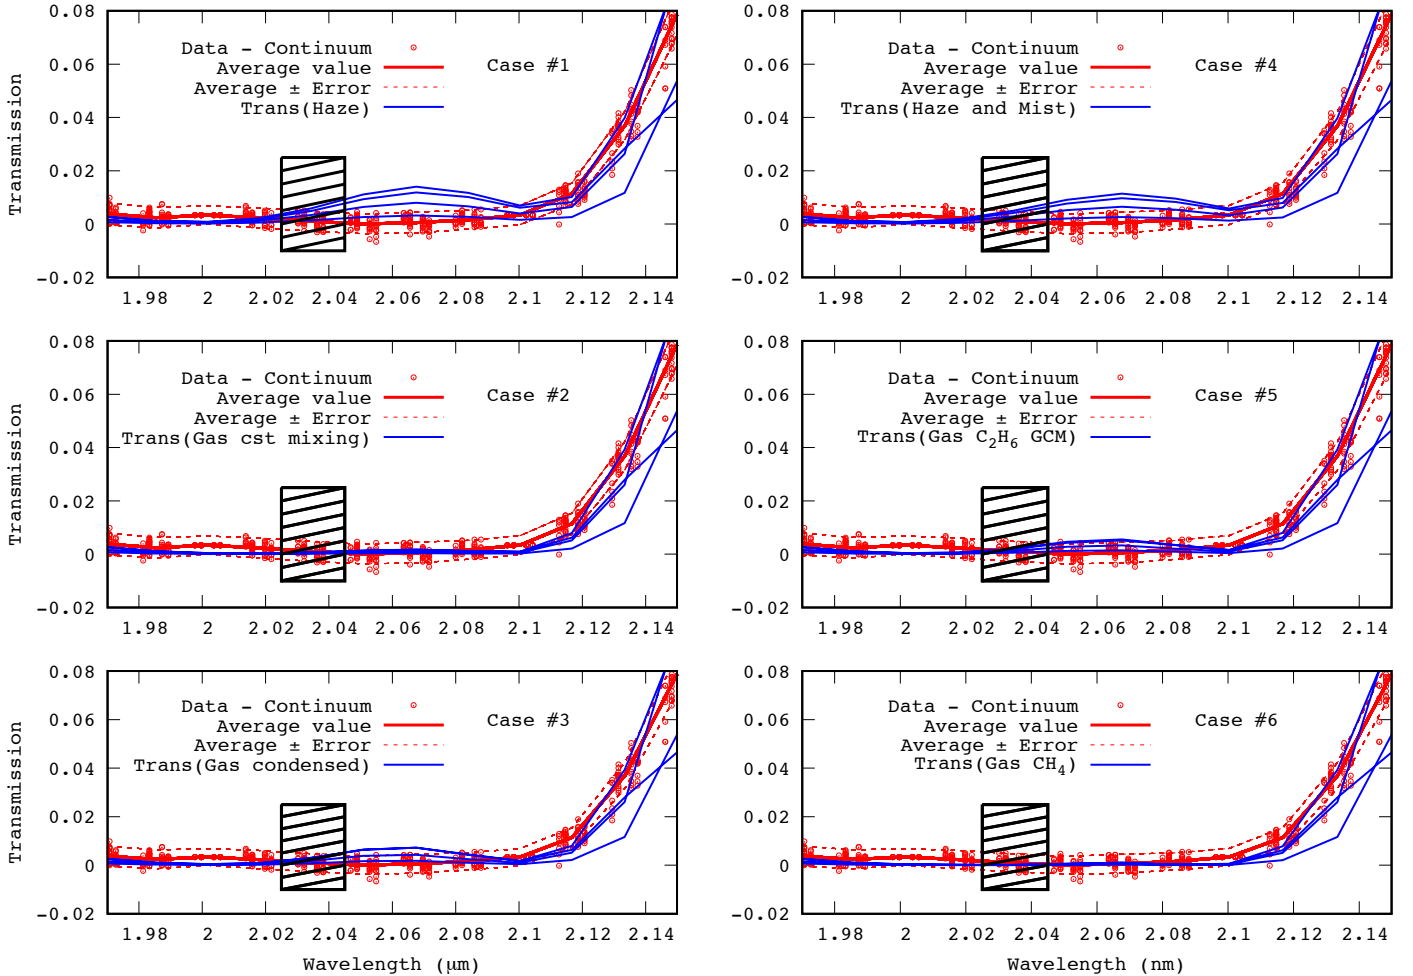 0.08
0.06
0.04
0.02
0
-0.02
Transmission
Data - Continuum
Average value
Average ± Error
Trans(Haze)
Case #1
1.98 2 2.02 2.04 2.06 2.08 2.1 2.12 2.14
0.08
0.06
0.04
0.02
0
-0.02
Data - Continuum
Average value
Average ± Error
Trans(Haze and Mist)
Case #4
1.98 2 2.02 2.04 2.06 2.08 2.1 2.12 2.14
0.08
0.06
0.04
0.02
0
-0.02
Transmission
Data - Continuum
Average value
Average ± Error
Trans(Gas cst mixing)
Case #2
1.98 2 2.02 2.04 2.06 2.08 2.1 2.12 2.14
0.08
0.06
0.04
0.02
0
-0.02
Data - Continuum
Average value
Average ± Error
Trans(Gas C₂H₆ GCM)
Case #5
1.98 2 2.02 2.04 2.06 2.08 2.1 2.12 2.14
0.08
0.06
0.04
0.02
0
-0.02
Transmission
Data - Continuum
Average value
Average ± Error
Trans(Gas condensed)
Case #3
1.98 2 2.02 2.04 2.06 2.08 2.1 2.12 2.14
Wavelength (μm)
0.08
0.06
0.04
0.02
0
-0.02
Data - Continuum
Average value
Average ± Error
Trans(Gas CH₄)
Case #6
1.98 2 2.02 2.04 2.06 2.08 2.1 2.12 2.14
Wavelength (nm)